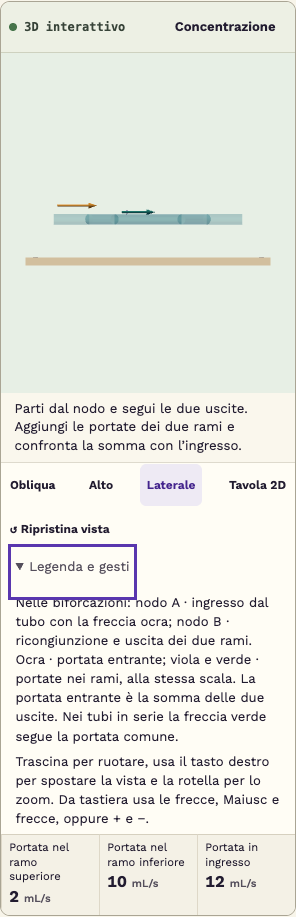 3D interattivo
Concentrazione
Parti dal nodo e segui le due uscite.
Aggiungi le portate dei due rami e
confronta la somma con l'ingresso.
Obliqua
Alto
Laterale
Tavola 2D
↺ Ripristina vista
▼ Legenda e gesti
Nelle biforcazioni: nodo A · ingresso dal
tubo con la freccia ocra; nodo B ·
ricongiunzione e uscita dei due rami.
Ocra · portata entrante; viola e verde ·
portate nei rami, alla stessa scala. La
portata entrante è la somma delle due
uscite. Nei tubi in serie la freccia verde
segue la portata comune.
Trascina per ruotare, usa il tasto destro
per spostare la vista e la rotella per lo
zoom. Da tastiera usa le frecce, Maiusc e
frecce, oppure + e −.
Portata nel
ramo
superiore
2 mL/s
Portata nel
ramo inferiore
10 mL/s
Portata in
ingresso
12 mL/s